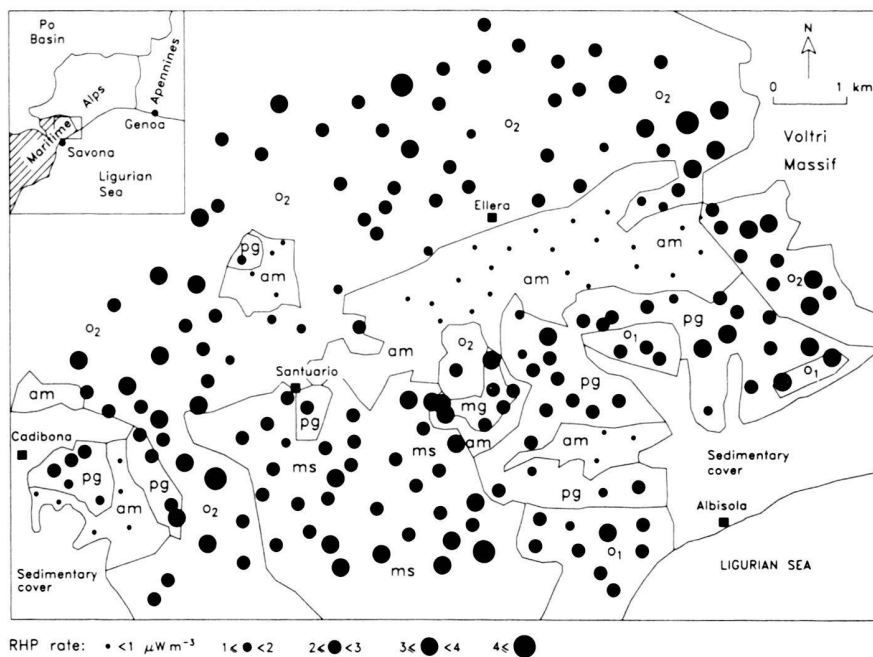 Po
Basin
Alps
Apennines
Maritime
Genoa
Savona
Ligurian
Sea
N
0 1 km
Voltri
Massif
o₂
o₂
o₂
Ellera
pg
am
am
o₂
pg
o₁
o₁
o₂
am
Santuario
am
o₂
pg
mg
pg
am
ms
ms
am
Cadibona
pg
pg
am
o₂
pg
Sedimentary
cover
Albisola
o₁
ms
Sedimentary
cover
LIGURIAN SEA
RHP rate: <1 μW m⁻³ 1≤ <2 2≤ <3 3≤ <4 4≤